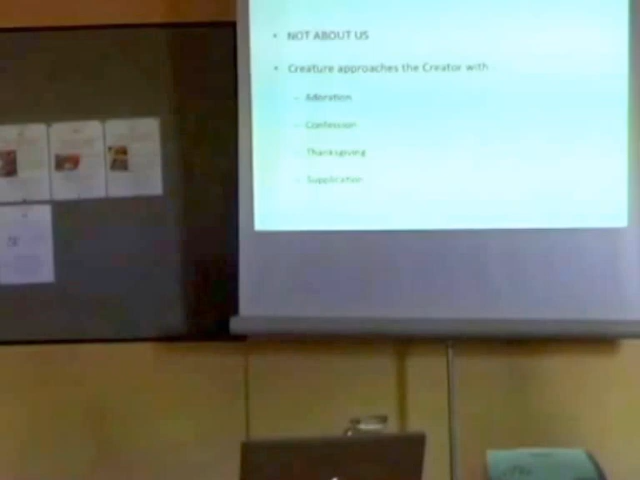 • NOT ABOUT US
• Creature approaches the Creator with
– Adoration
– Confession
– Thanksgiving
– Supplication